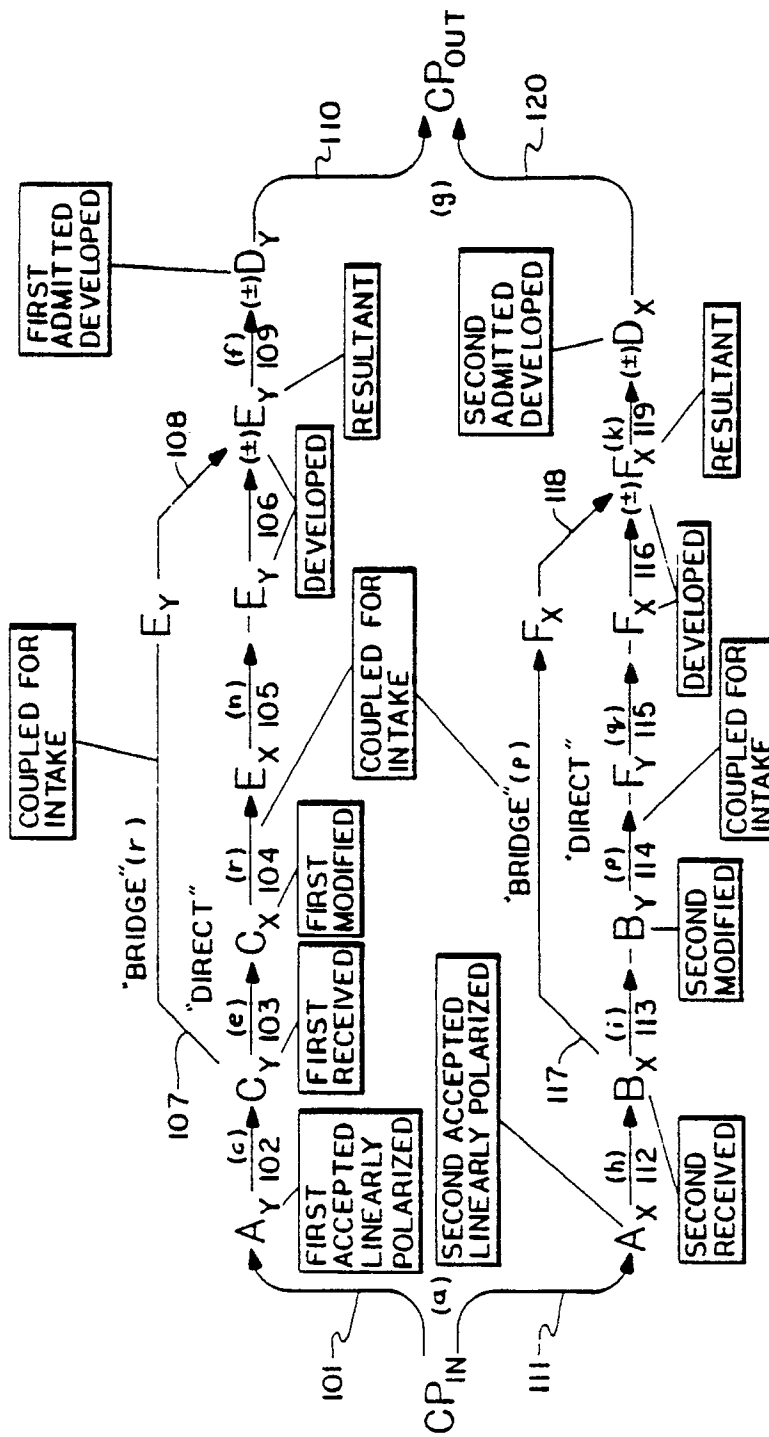 FIRST
ADMITTED
DEVELOPED
COUPLED FOR
INTAKE
"BRIDGE"(r)
E_Y
108
107
"DIRECT"
101
A_Y
(c)
102
C_Y
(e)
103
C_X
(r)
104
E_X
(n)
105
-E_Y
106
(±)E_Y
(f)
109
(±)D_Y
110
FIRST
ACCEPTED
LINEARLY
POLARIZED
FIRST RECEIVED
FIRST MODIFIED
DEVELOPED
RESULTANT
CP_IN
(a)
(g)
CP_OUT
SECOND ACCEPTED
LINEARLY POLARIZED
COUPLED FOR
INTAKE
SECOND
ADMITTED
DEVELOPED
"BRIDGE"(p)
F_X
118
117
"DIRECT"
111
A_X
(h)
112
B_X
(i)
113
-B_Y
(p)
114
-F_Y
(q)
115
-F_X
116
(±)F_X
(k)
119
(±)D_X
120
SECOND
RECEIVED
SECOND
MODIFIED
COUPLED FOR
INTAKE
DEVELOPED
RESULTANT